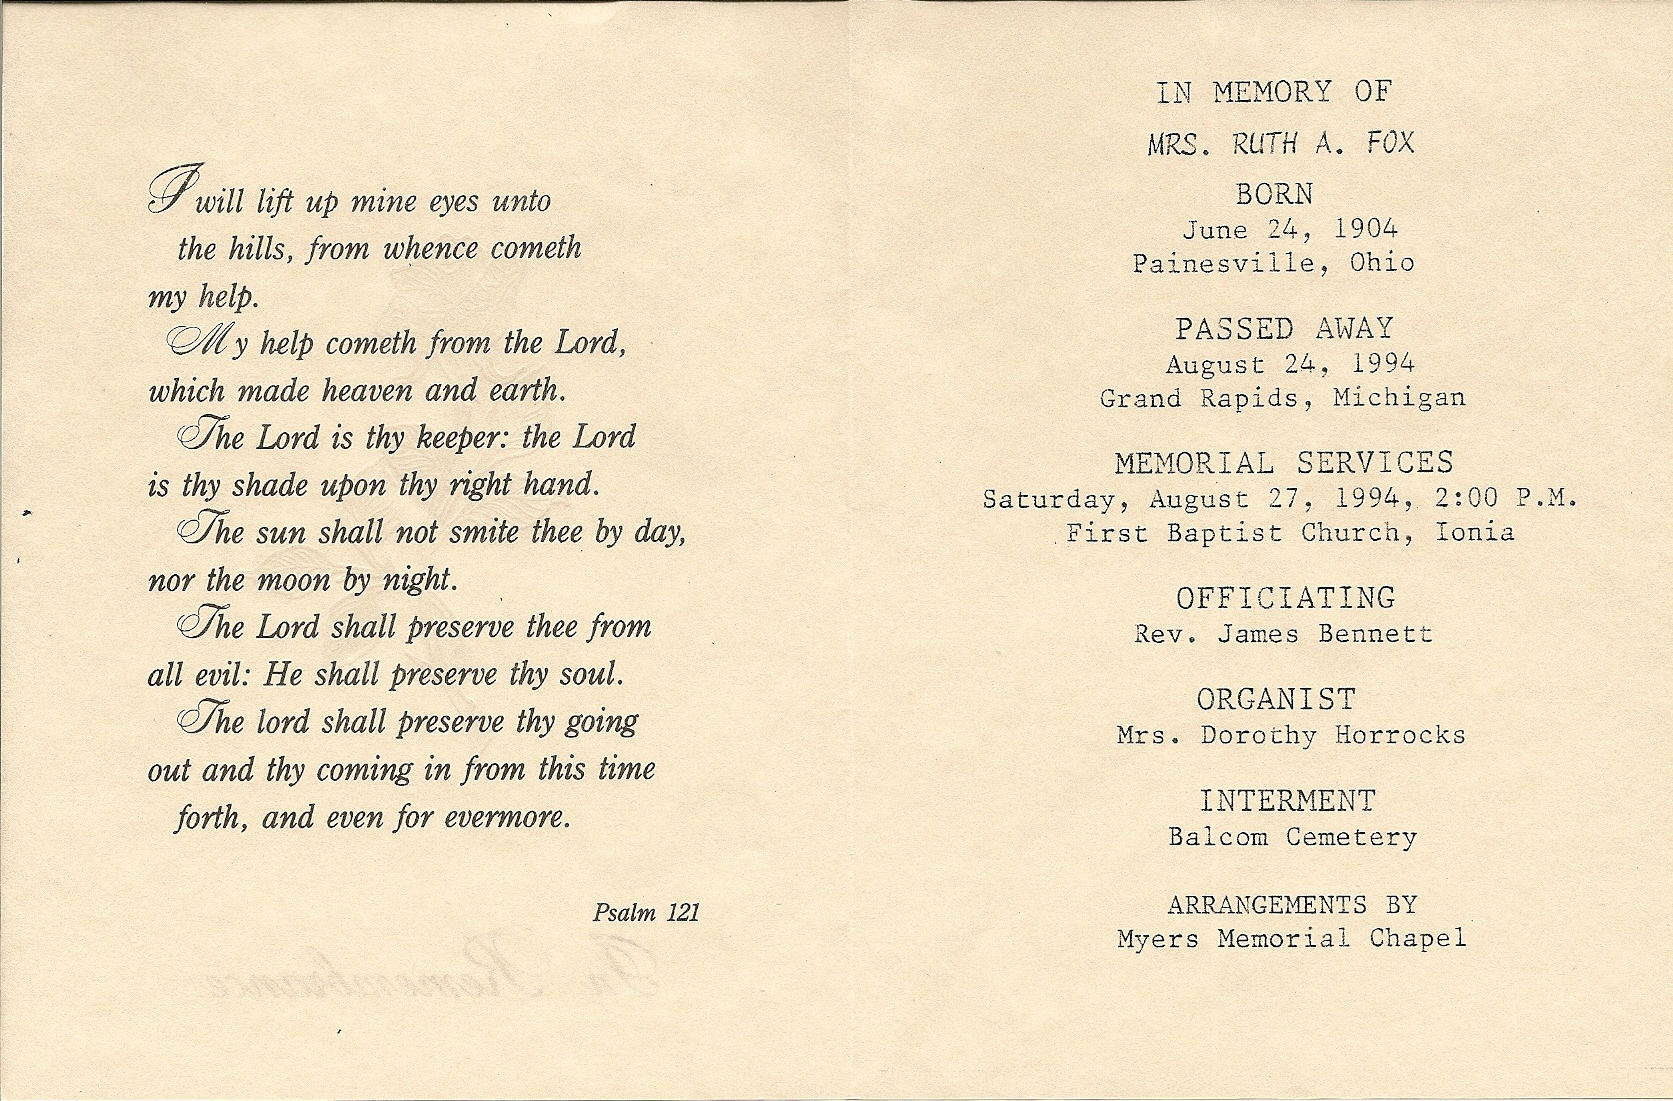 I will lift up mine eyes unto
the hills, from whence cometh
my help.
My help cometh from the Lord,
which made heaven and earth.
The Lord is thy keeper: the Lord
is thy shade upon thy right hand.
The sun shall not smite thee by day,
nor the moon by night.
The Lord shall preserve thee from
all evil: He shall preserve thy soul.
The lord shall preserve thy going
out and thy coming in from this time
forth, and even for evermore.
Psalm 121
In Remembrance
IN MEMORY OF
MRS. RUTH A. FOX
BORN
June 24, 1904
Painesville, Ohio
PASSED AWAY
August 24, 1994
Grand Rapids, Michigan
MEMORIAL SERVICES
Saturday, August 27, 1994, 2:00 P.M.
First Baptist Church, Ionia
OFFICIATING
Rev. James Bennett
ORGANIST
Mrs. Dorothy Horrocks
INTERMENT
Balcom Cemetery
ARRANGEMENTS BY
Myers Memorial Chapel